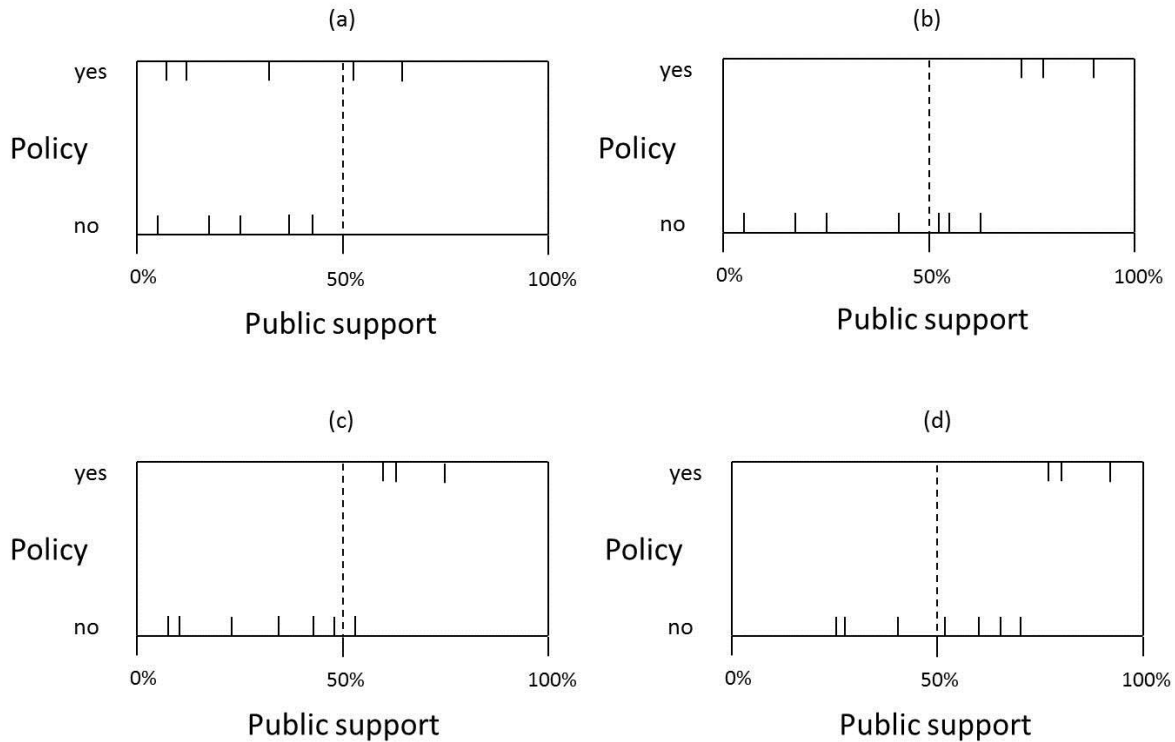 (a)
yes
Policy
no
0%
50%
100%
Public support
(b)
yes
Policy
no
0%
50%
100%
Public support
(c)
yes
Policy
no
0%
50%
100%
Public support
(d)
yes
Policy
no
0%
50%
100%
Public support